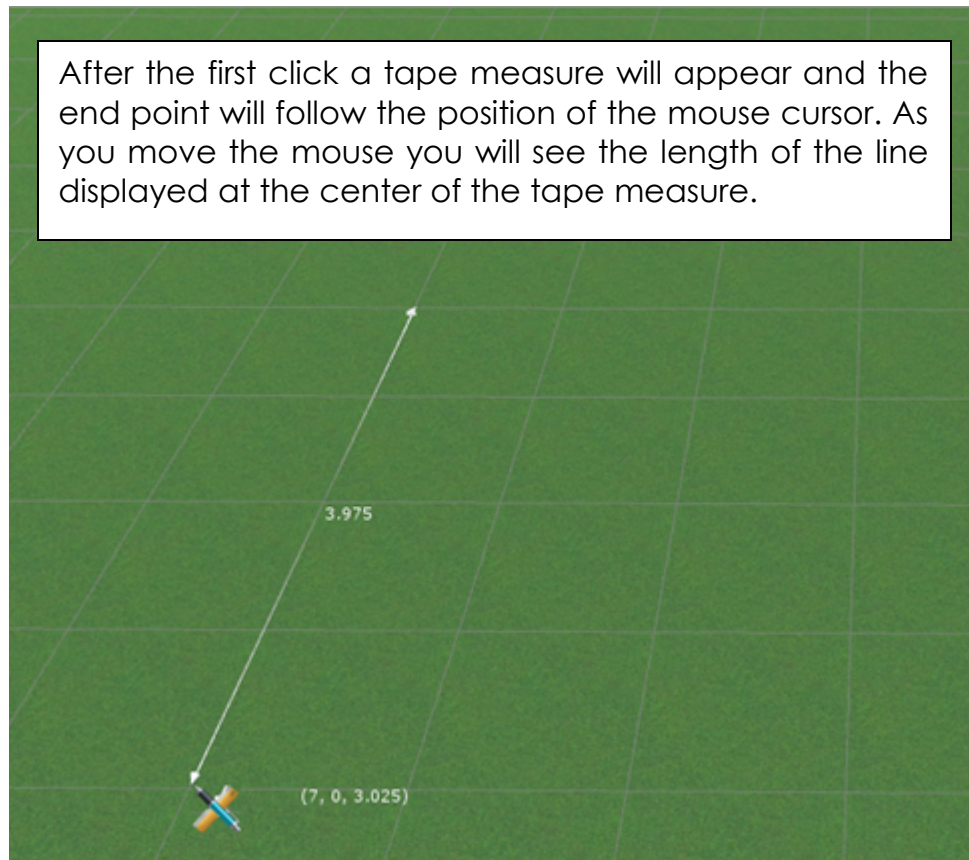 After the first click a tape measure will appear and the
end point will follow the position of the mouse cursor. As
you move the mouse you will see the length of the line
displayed at the center of the tape measure.
3.975
(7, 0, 3.025)